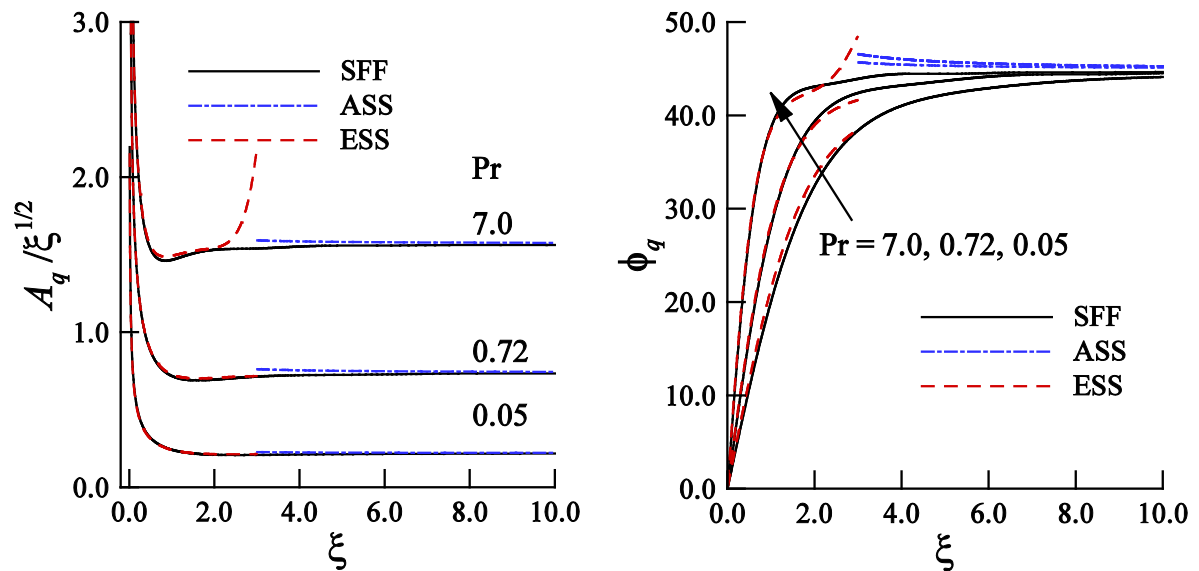 3.0
SFF
ASS
ESS
2.0
Pr
7.0
A_q /ξ^{1/2}
1.0
0.72
0.05
0.0
0.0 2.0 4.0 6.0 8.0 10.0
ξ
50.0
40.0
30.0
Pr = 7.0, 0.72, 0.05
ϕ_q
20.0
SFF
ASS
10.0
ESS
0.0
0.0 2.0 4.0 6.0 8.0 10.0
ξ